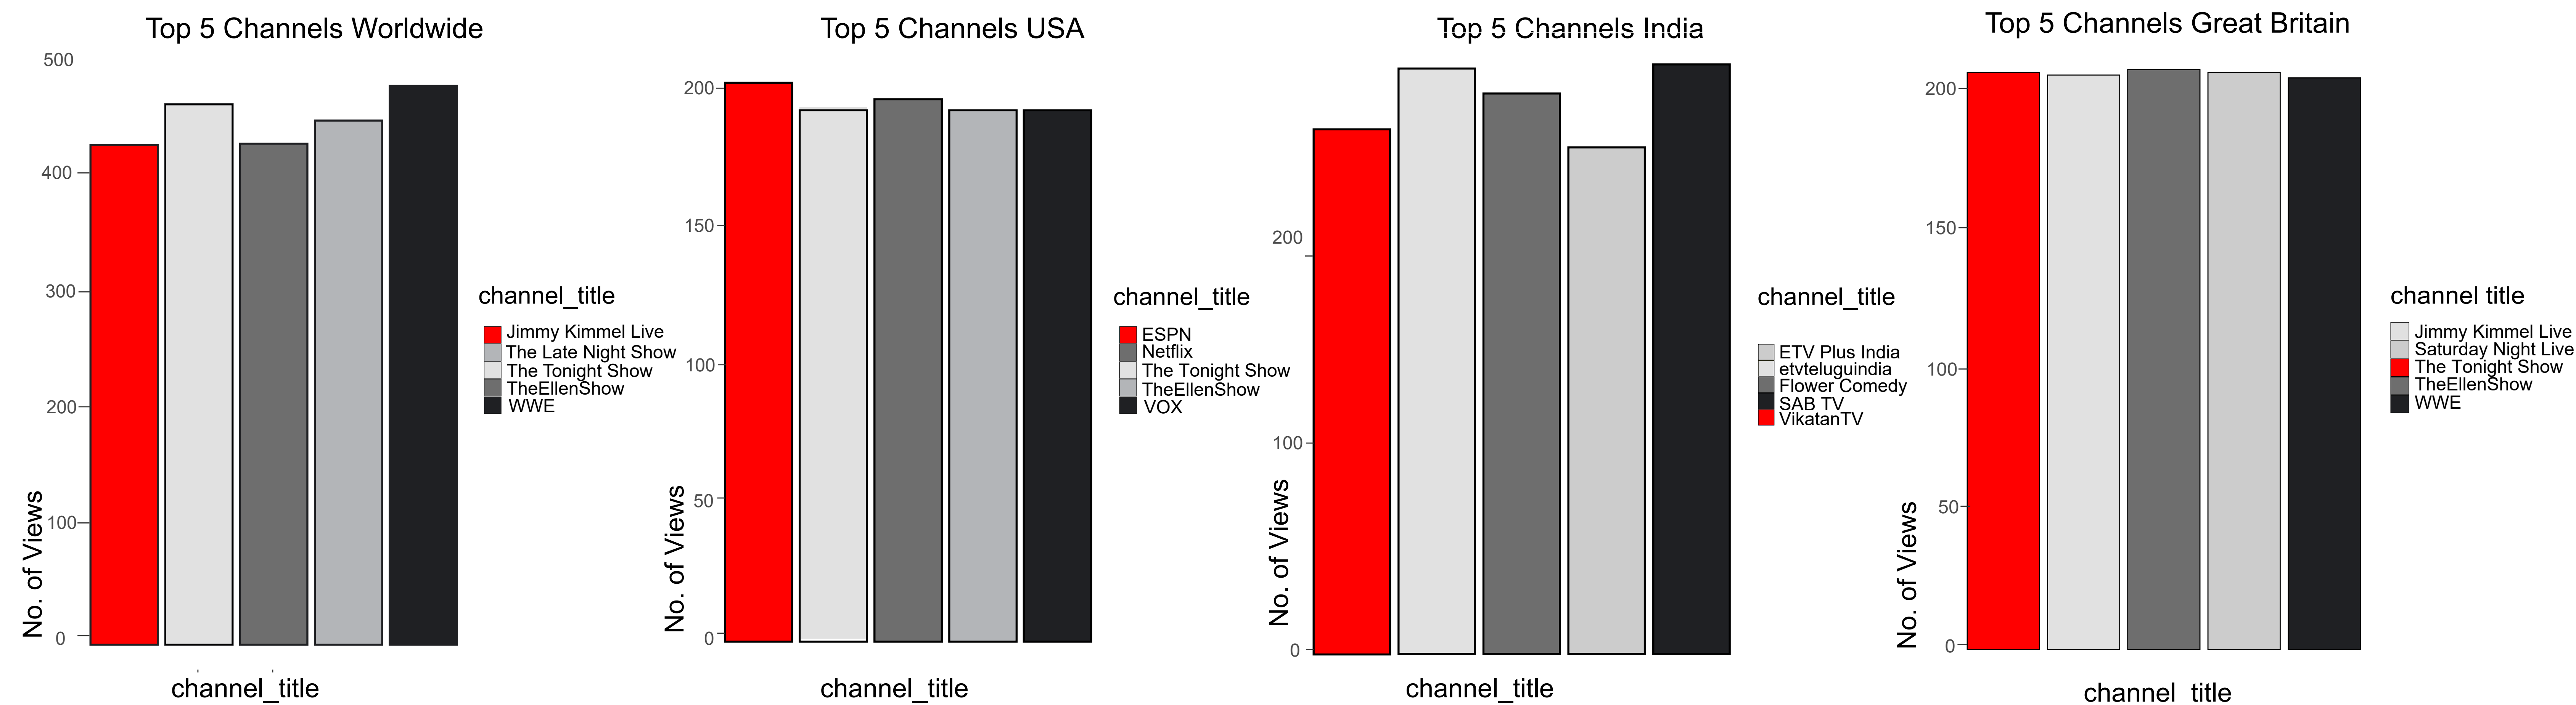 Top 5 Channels Worldwide
500
400
300
200
100
0
No. of Views
channel_title
channel_title
Jimmy Kimmel Live
The Late Night Show
The Tonight Show
TheEllenShow
WWE
Top 5 Channels USA
200
150
100
50
0
No. of Views
channel_title
channel_title
ESPN
Netflix
The Tonight Show
TheEllenShow
VOX
Top 5 Channels India
200
100
0
No. of Views
channel_title
channel_title
ETV Plus India
etvteluguindia
Flower Comedy
SAB TV
VikatanTV
Top 5 Channels Great Britain
200
150
100
50
0
No. of Views
channel title
channel title
Jimmy Kimmel Live
Saturday Night Live
The Tonight Show
TheEllenShow
WWE